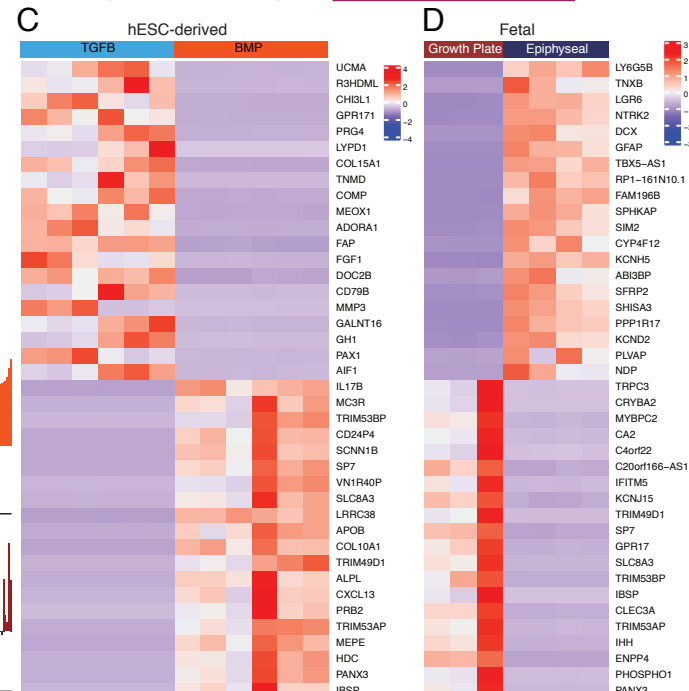 C
hESC-derived
TGFB
BMP
UCMA
R3HDML
CHI3L1
GPR171
PRG4
LYPD1
COL15A1
TNMD
COMP
MEOX1
ADORA1
FAP
FGF1
DOC2B
CD79B
MMP3
GALNT16
GH1
PAX1
AIF1
IL17B
MC3R
TRIM53BP
CD24P4
SCNN1B
SP7
VN1R40P
SLC8A3
LRRC38
APOB
COL10A1
TRIM49D1
ALPL
CXCL13
PRB2
TRIM53AP
MEPE
HDC
PANX3
IBSP
4
2
0
−2
−4
D
Fetal
Growth Plate
Epiphyseal
LY6G5B
TNXB
LGR6
NTRK2
DCX
GFAP
TBX5−AS1
RP1−161N10.1
FAM196B
SPHKAP
SIM2
CYP4F12
KCNH5
ABI3BP
SFRP2
SHISA3
PPP1R17
KCND2
PLVAP
NDP
TRPC3
CRYBA2
MYBPC2
CA2
C4orf22
C20orf166−AS1
IFITM5
KCNJ15
TRIM49D1
SP7
GPR17
SLC8A3
TRIM53BP
IBSP
CLEC3A
TRIM53AP
IHH
ENPP4
PHOSPHO1
PANX3
3
2
1
0